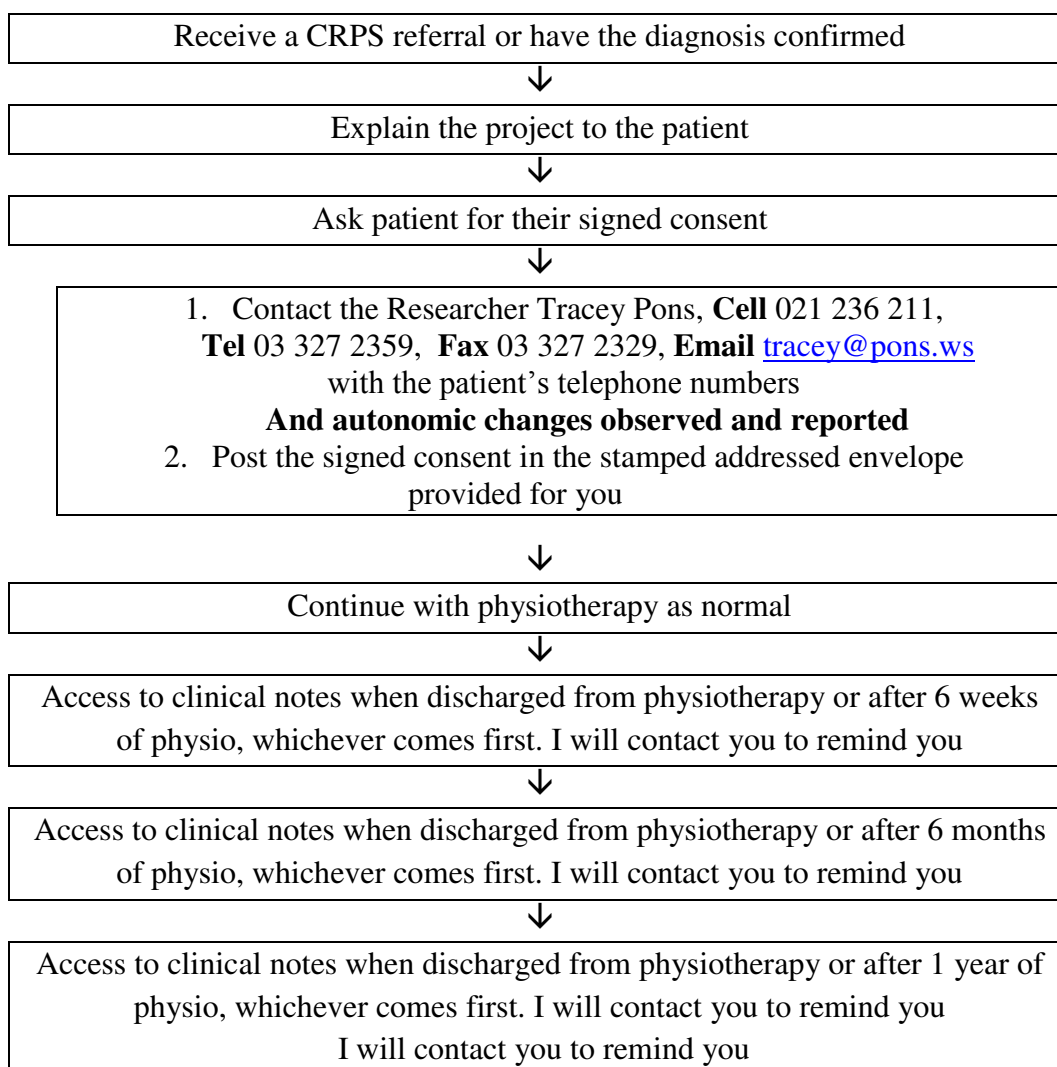 Receive a CRPS referral or have the diagnosis confirmed
↓
Explain the project to the patient
↓
Ask patient for their signed consent
↓
1. Contact the Researcher Tracey Pons, Cell 021 236 211,
Tel 03 327 2359, Fax 03 327 2329, Email tracey@pons.ws
with the patient's telephone numbers
And autonomic changes observed and reported
2. Post the signed consent in the stamped addressed envelope
provided for you
↓
Continue with physiotherapy as normal
↓
Access to clinical notes when discharged from physiotherapy or after 6 weeks
of physio, whichever comes first. I will contact you to remind you
↓
Access to clinical notes when discharged from physiotherapy or after 6 months
of physio, whichever comes first. I will contact you to remind you
↓
Access to clinical notes when discharged from physiotherapy or after 1 year of
physio, whichever comes first. I will contact you to remind you
I will contact you to remind you